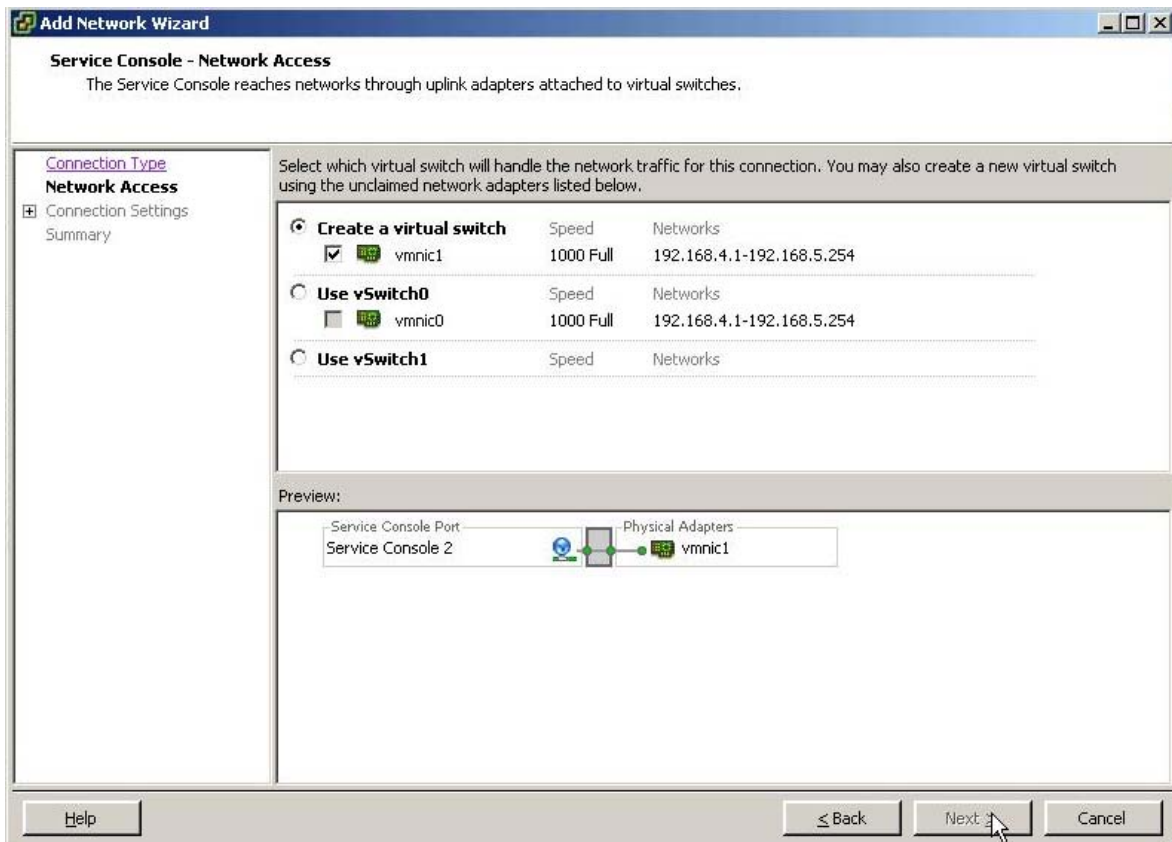 Add Network Wizard
Service Console - Network Access
The Service Console reaches networks through uplink adapters attached to virtual switches.
Connection Type
Network Access
Connection Settings
Summary
Select which virtual switch will handle the network traffic for this connection. You may also create a new virtual switch
using the unclaimed network adapters listed below.
Create a virtual switch Speed Networks
vmnic1 1000 Full 192.168.4.1-192.168.5.254
Use vSwitch0 Speed Networks
vmnic0 1000 Full 192.168.4.1-192.168.5.254
Use vSwitch1 Speed Networks
Preview:
Service Console Port Physical Adapters
Service Console 2 vmnic1
Help < Back Next > Cancel